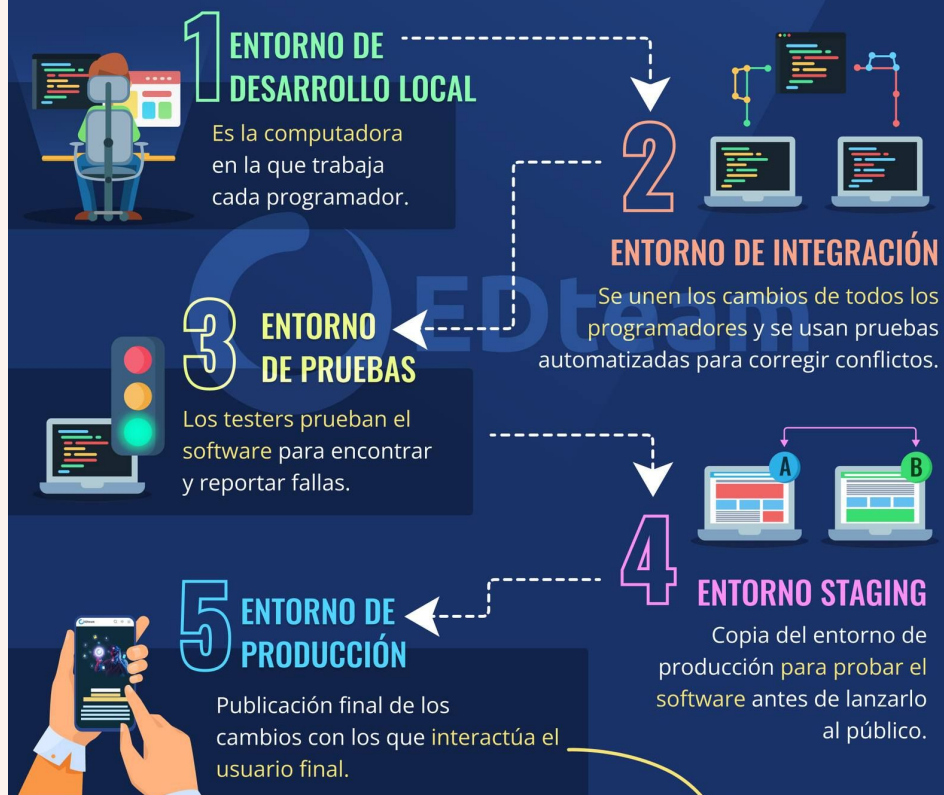 1 ENTORNO DE
DESARROLLO LOCAL
Es la computadora
en la que trabaja
cada programador.
2
ENTORNO DE INTEGRACIÓN
Se unen los cambios de todos los
programadores y se usan pruebas
automatizadas para corregir conflictos.
EDteam
3 ENTORNO
DE PRUEBAS
Los testers prueban el
software para encontrar
y reportar fallas.
A B
4
ENTORNO STAGING
Copia del entorno de
producción para probar el
software antes de lanzarlo
al público.
5 ENTORNO DE
PRODUCCIÓN
Publicación final de los
cambios con los que interactúa el
usuario final.